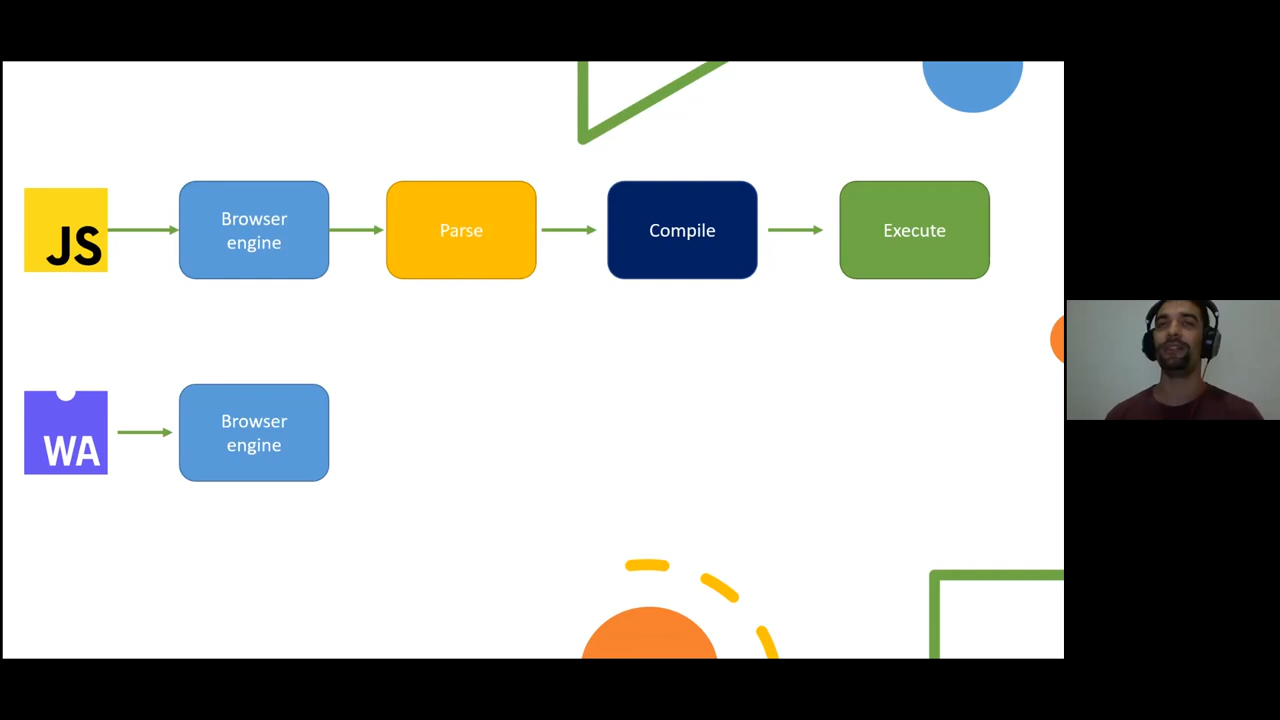 JS
Browser
engine
Parse
Compile
Execute
WA
Browser
engine